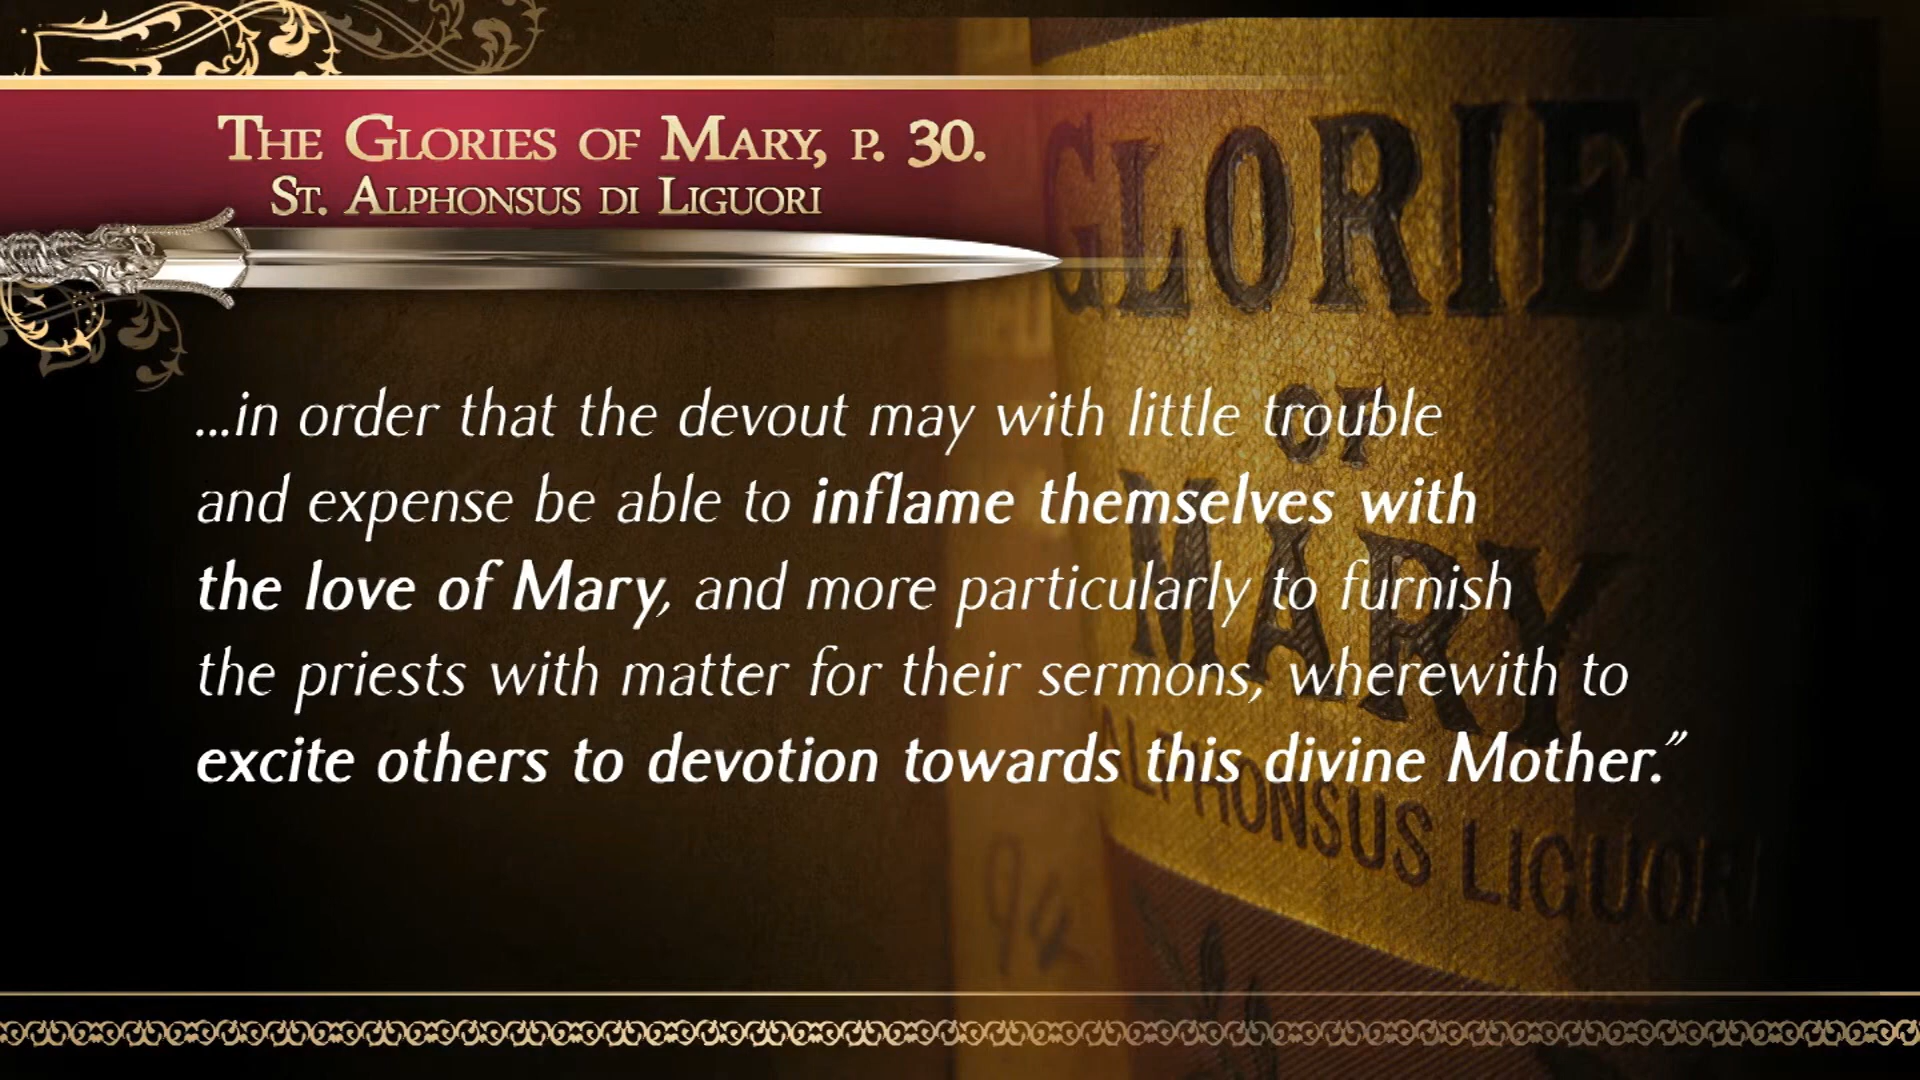 THE GLORIES OF MARY, P. 30.
ST. ALPHONSUS DI LIGUORI
...in order that the devout may with little trouble
and expense be able to inflame themselves with
the love of Mary, and more particularly to furnish
the priests with matter for their sermons, wherewith to
excite others to devotion towards this divine Mother.”
GLORIES
OF
MARY
ALPHONSUS LIGUORI